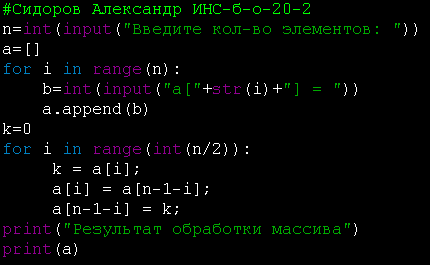 #Сидоров Александр ИНС-б-о-20-2
n=int(input("Введите кол-во элементов: "))
a=[]
for i in range(n):
    b=int(input("a["+str(i)+"] = "))
    a.append(b)
k=0
for i in range(int(n/2)):
     k = a[i];
     a[i] = a[n-1-i];
     a[n-1-i] = k;
print("Результат обработки массива")
print(a)